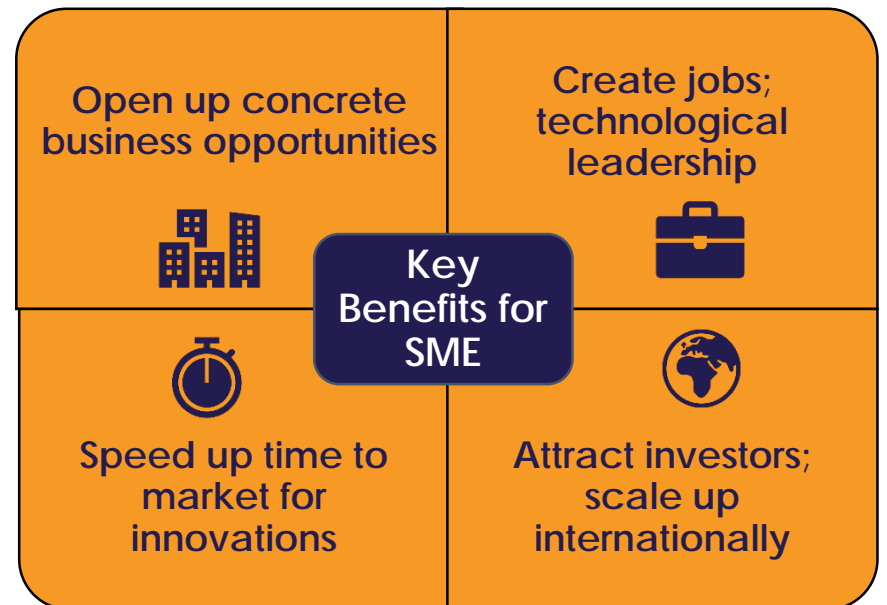 Open up concrete
business opportunities
Create jobs;
technological
leadership
Key
Benefits for
SME
Speed up time to
market for
innovations
Attract investors;
scale up
internationally